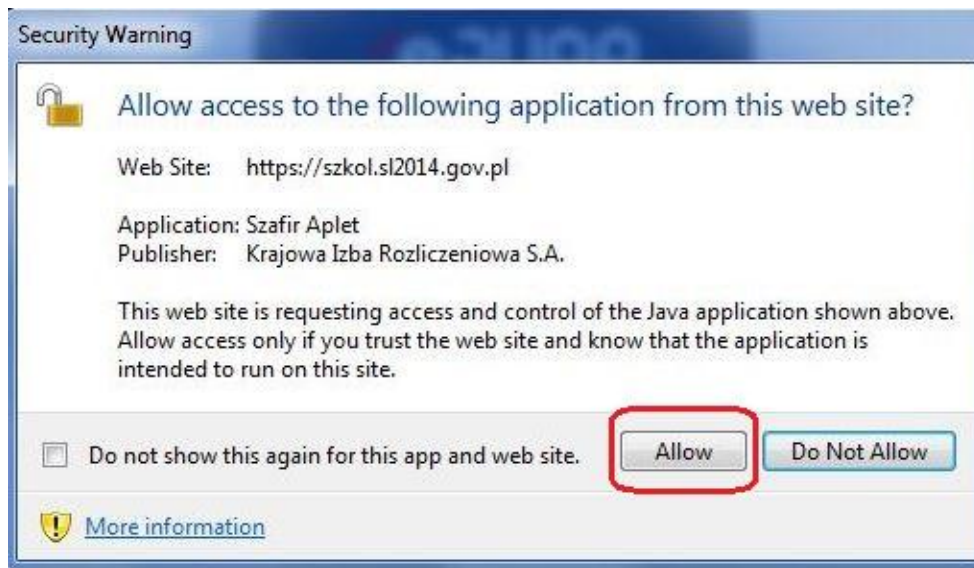 Security Warning
Allow access to the following application from this web site?
Web Site: https://szkol.sl2014.gov.pl
Application: Szafir Aplet
Publisher: Krajowa Izba Rozliczeniowa S.A.
This web site is requesting access and control of the Java application shown above.
Allow access only if you trust the web site and know that the application is
intended to run on this site.
Do not show this again for this app and web site. Allow Do Not Allow
More information